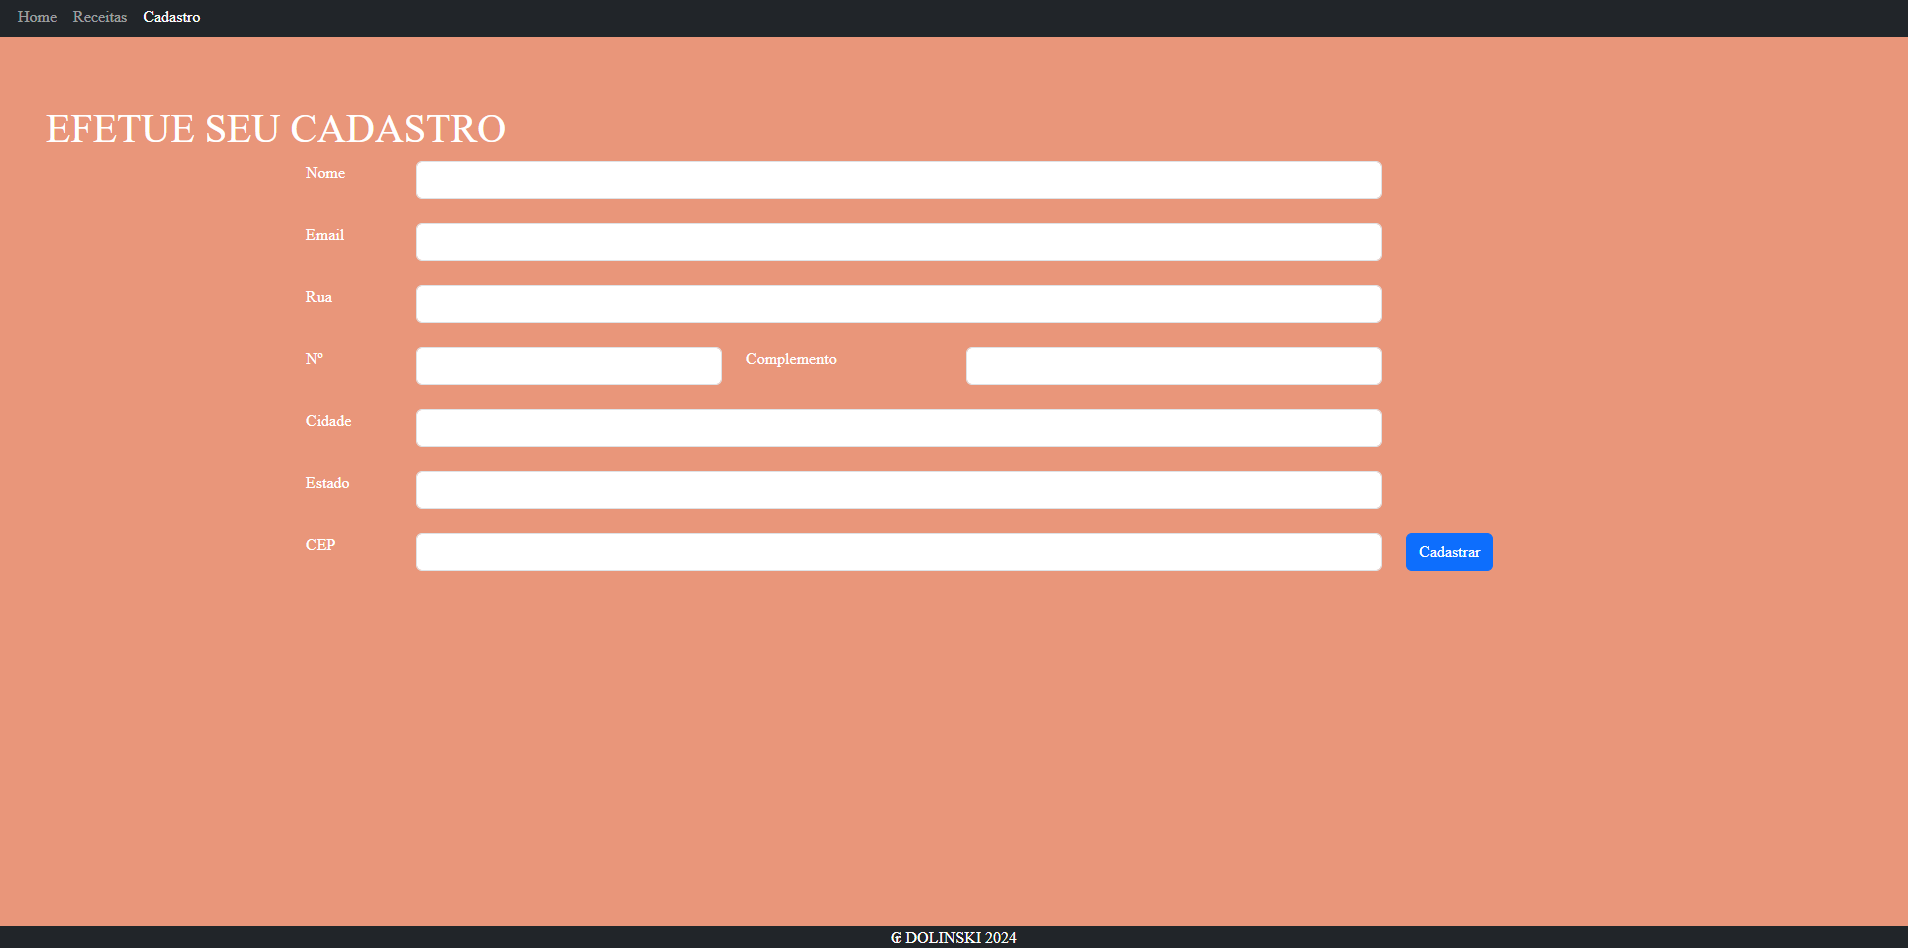 Home Receitas Cadastro
EFETUE SEU CADASTRO
Nome
Email
Rua
Nº Complemento
Cidade
Estado
CEP Cadastrar
₢ DOLINSKI 2024